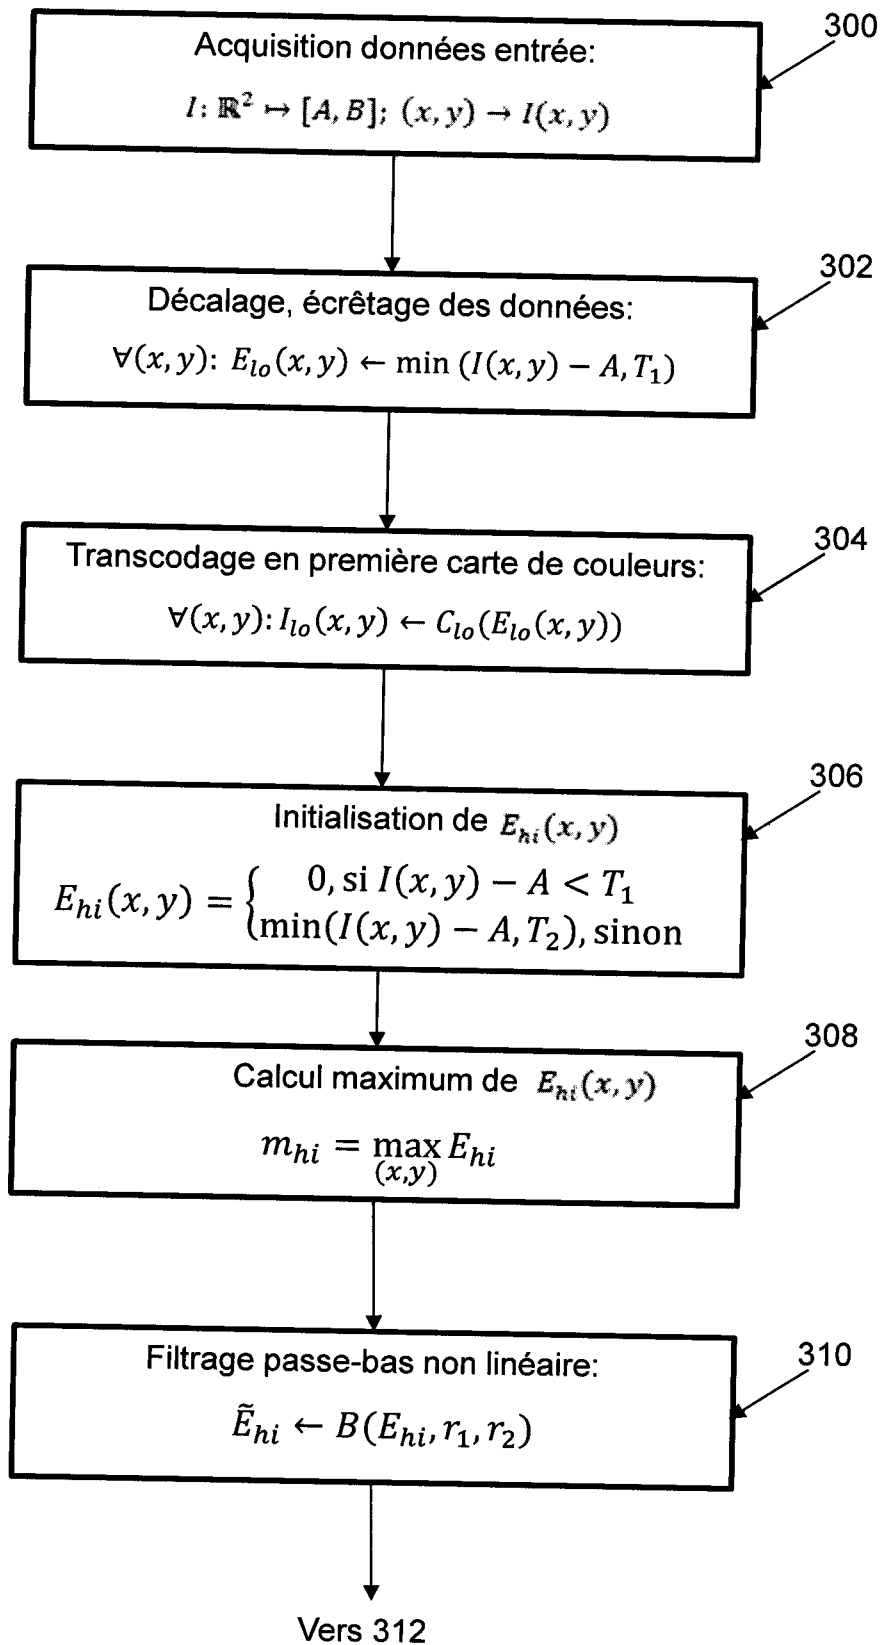 300
Acquisition données entrée:
I: ℝ² ↦ [A, B]; (x, y) → I(x, y)
302
Décalage, écrêtage des données:
∀(x, y): E_lo(x, y) ← min (I(x, y) − A, T₁)
304
Transcodage en première carte de couleurs:
∀(x, y): I_lo(x, y) ← C_lo(E_lo(x, y))
306
Initialisation de E_hi(x, y)
E_hi(x, y) = { 0, si I(x, y) − A < T₁
min(I(x, y) − A, T₂), sinon
308
Calcul maximum de E_hi(x, y)
m_hi = max E_hi
(x,y)
310
Filtrage passe-bas non linéaire:
Ẽ_hi ← B(E_hi, r₁, r₂)
Vers 312